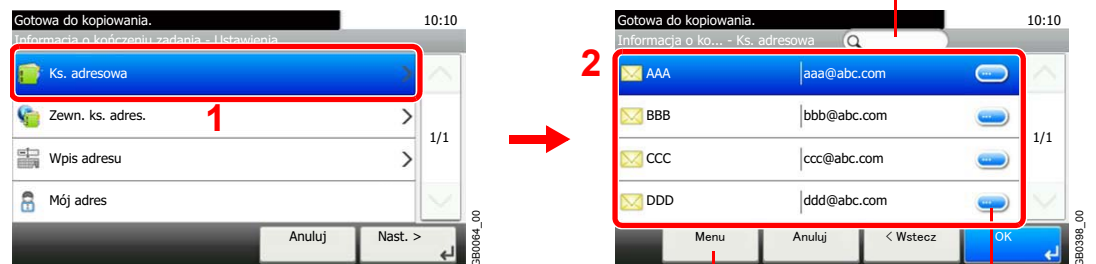 Gotowa do kopiowania. 10:10
Informacja o kończeniu zadania - Ustawienia
Ks. adresowa
1
Zewn. ks. adres.
1/1
Wpis adresu
Mój adres
Anuluj Nast. >
GB0064_00
Gotowa do kopiowania. 10:10
Informacja o ko... - Ks. adresowa
2
AAA aaa@abc.com
BBB bbb@abc.com
1/1
CCC ccc@abc.com
DDD ddd@abc.com
Menu Anuluj < Wstecz OK
GB0398_00